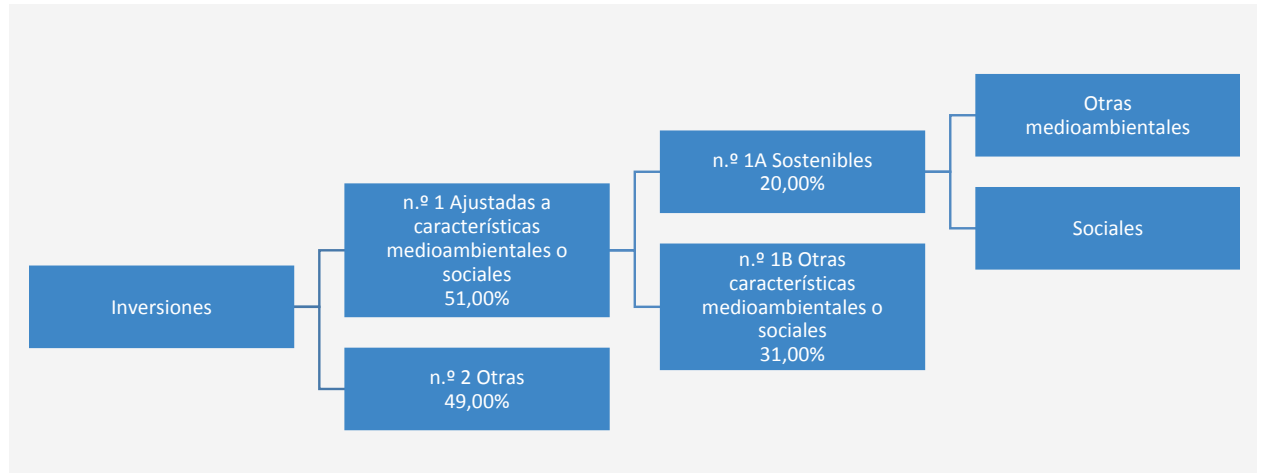 Inversiones
n.º 1 Ajustadas a
características
medioambientales o
sociales
51,00%
n.º 2 Otras
49,00%
n.º 1A Sostenibles
20,00%
n.º 1B Otras
características
medioambientales o
sociales
31,00%
Otras
medioambientales
Sociales